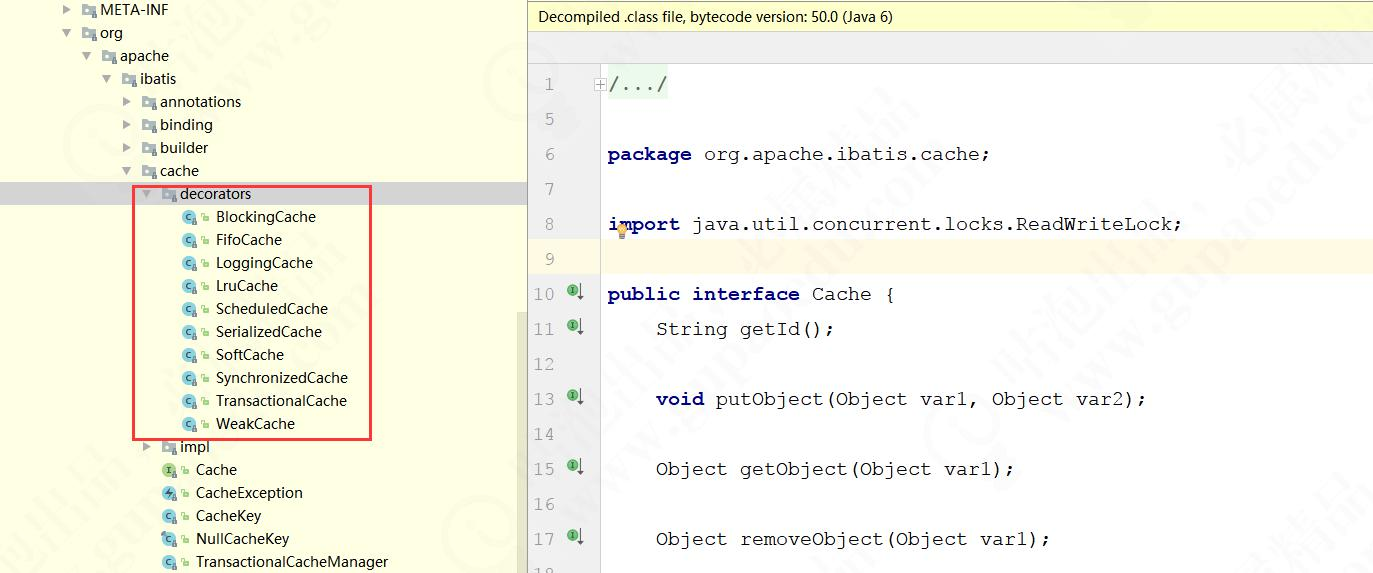 META-INF
org
apache
ibatis
annotations
binding
builder
cache
decorators
BlockingCache
FifoCache
LoggingCache
LruCache
ScheduledCache
SerializedCache
SoftCache
SynchronizedCache
TransactionalCache
WeakCache
impl
Cache
CacheException
CacheKey
NullCacheKey
TransactionalCacheManager
Decompiled .class file, bytecode version: 50.0 (Java 6)
1 /.../
5
6 package org.apache.ibatis.cache;
7
8 import java.util.concurrent.locks.ReadWriteLock;
9
10 public interface Cache {
11 String getId();
12
13 void putObject(Object var1, Object var2);
14
15 Object getObject(Object var1);
16
17 Object removeObject(Object var1);
18